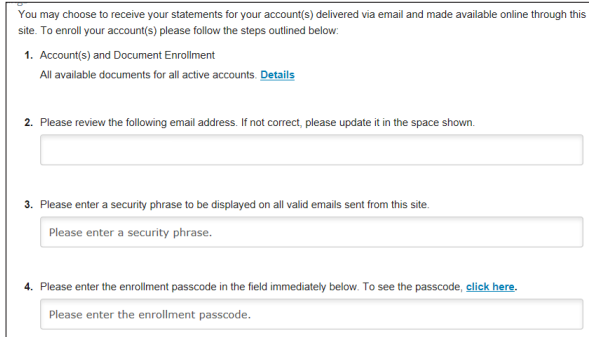 You may choose to receive your statements for your account(s) delivered via email and made available online through this
site. To enroll your account(s) please follow the steps outlined below:
1. Account(s) and Document Enrollment
All available documents for all active accounts. Details
2. Please review the following email address. If not correct, please update it in the space shown.
3. Please enter a security phrase to be displayed on all valid emails sent from this site.
Please enter a security phrase.
4. Please enter the enrollment passcode in the field immediately below. To see the passcode, click here.
Please enter the enrollment passcode.